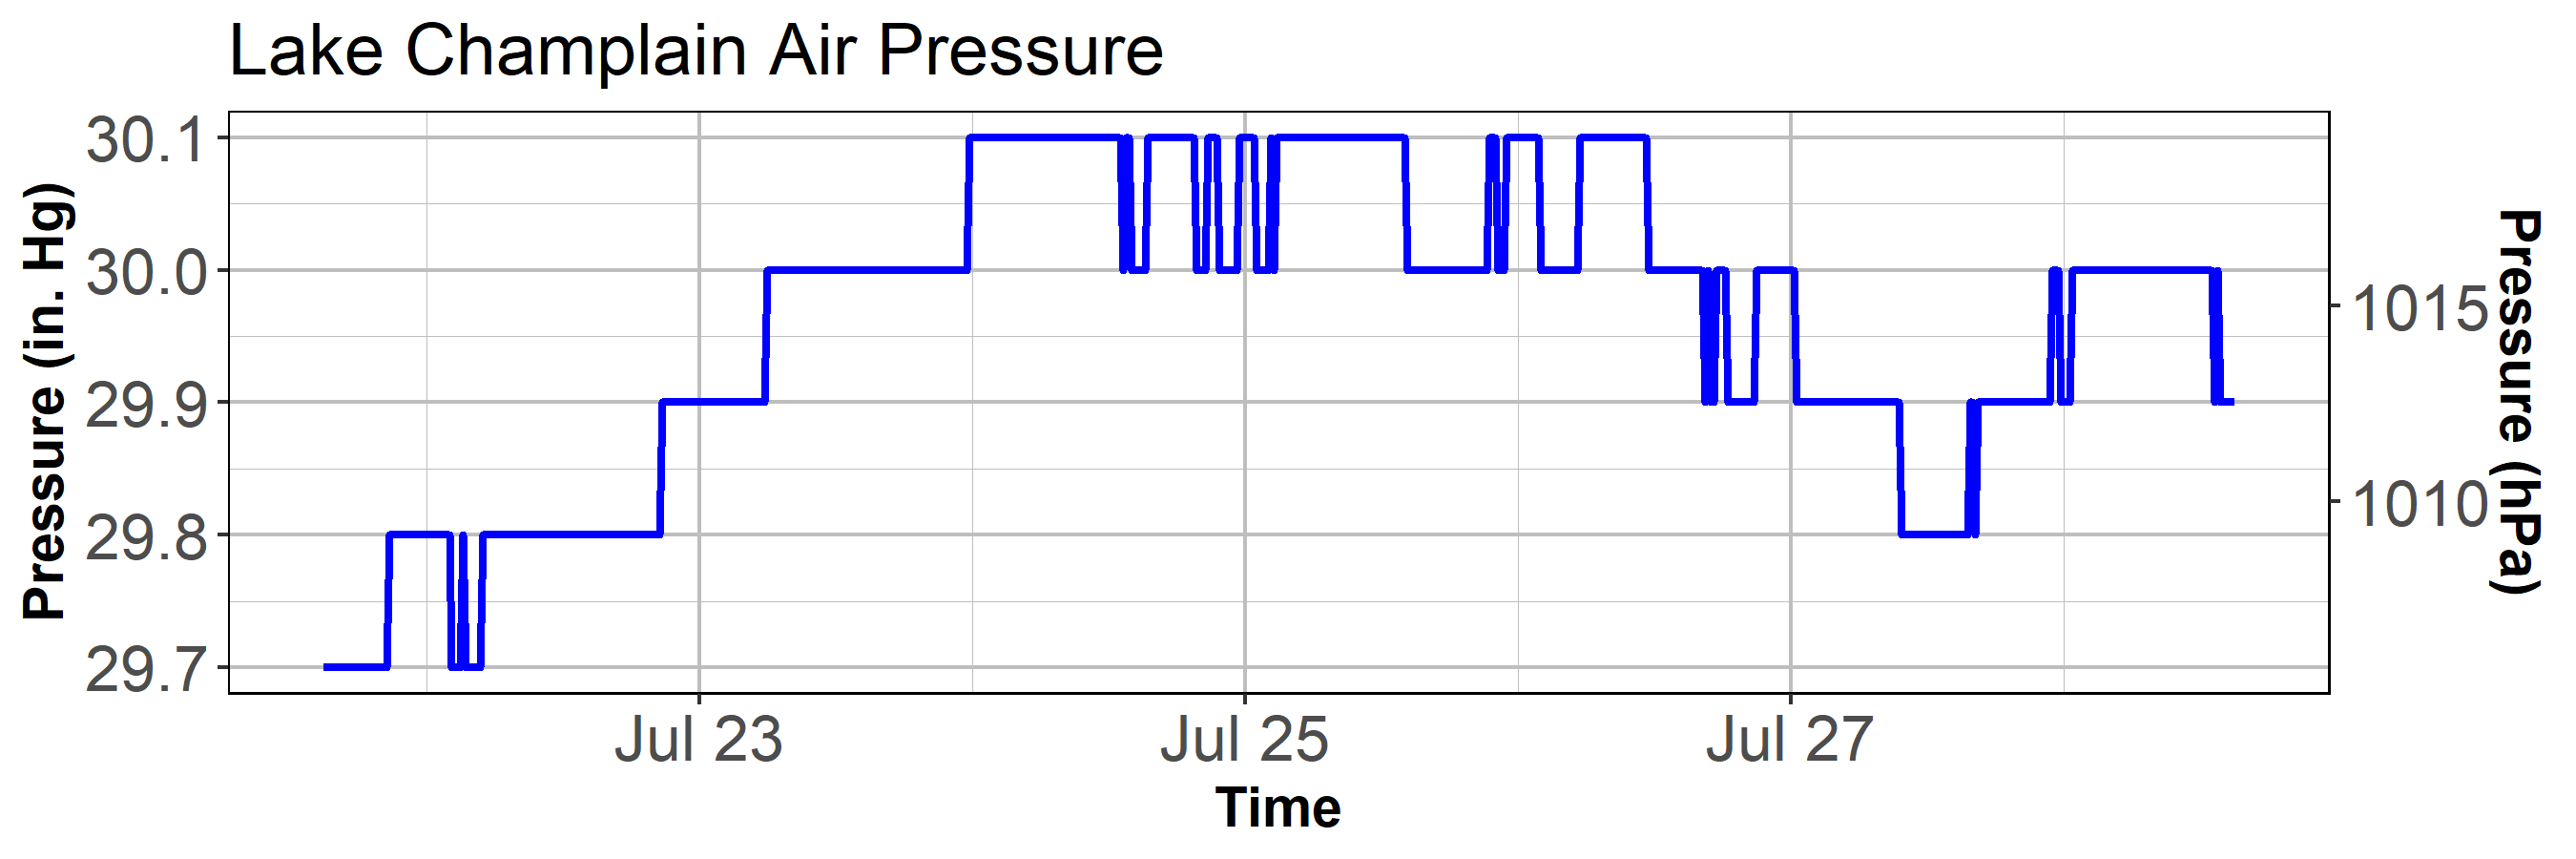 Lake Champlain Air Pressure
Pressure (in. Hg)
30.1
30.0
29.9
29.8
29.7
1015
1010
Pressure (hPa)
Jul 23 Jul 25 Jul 27
Time